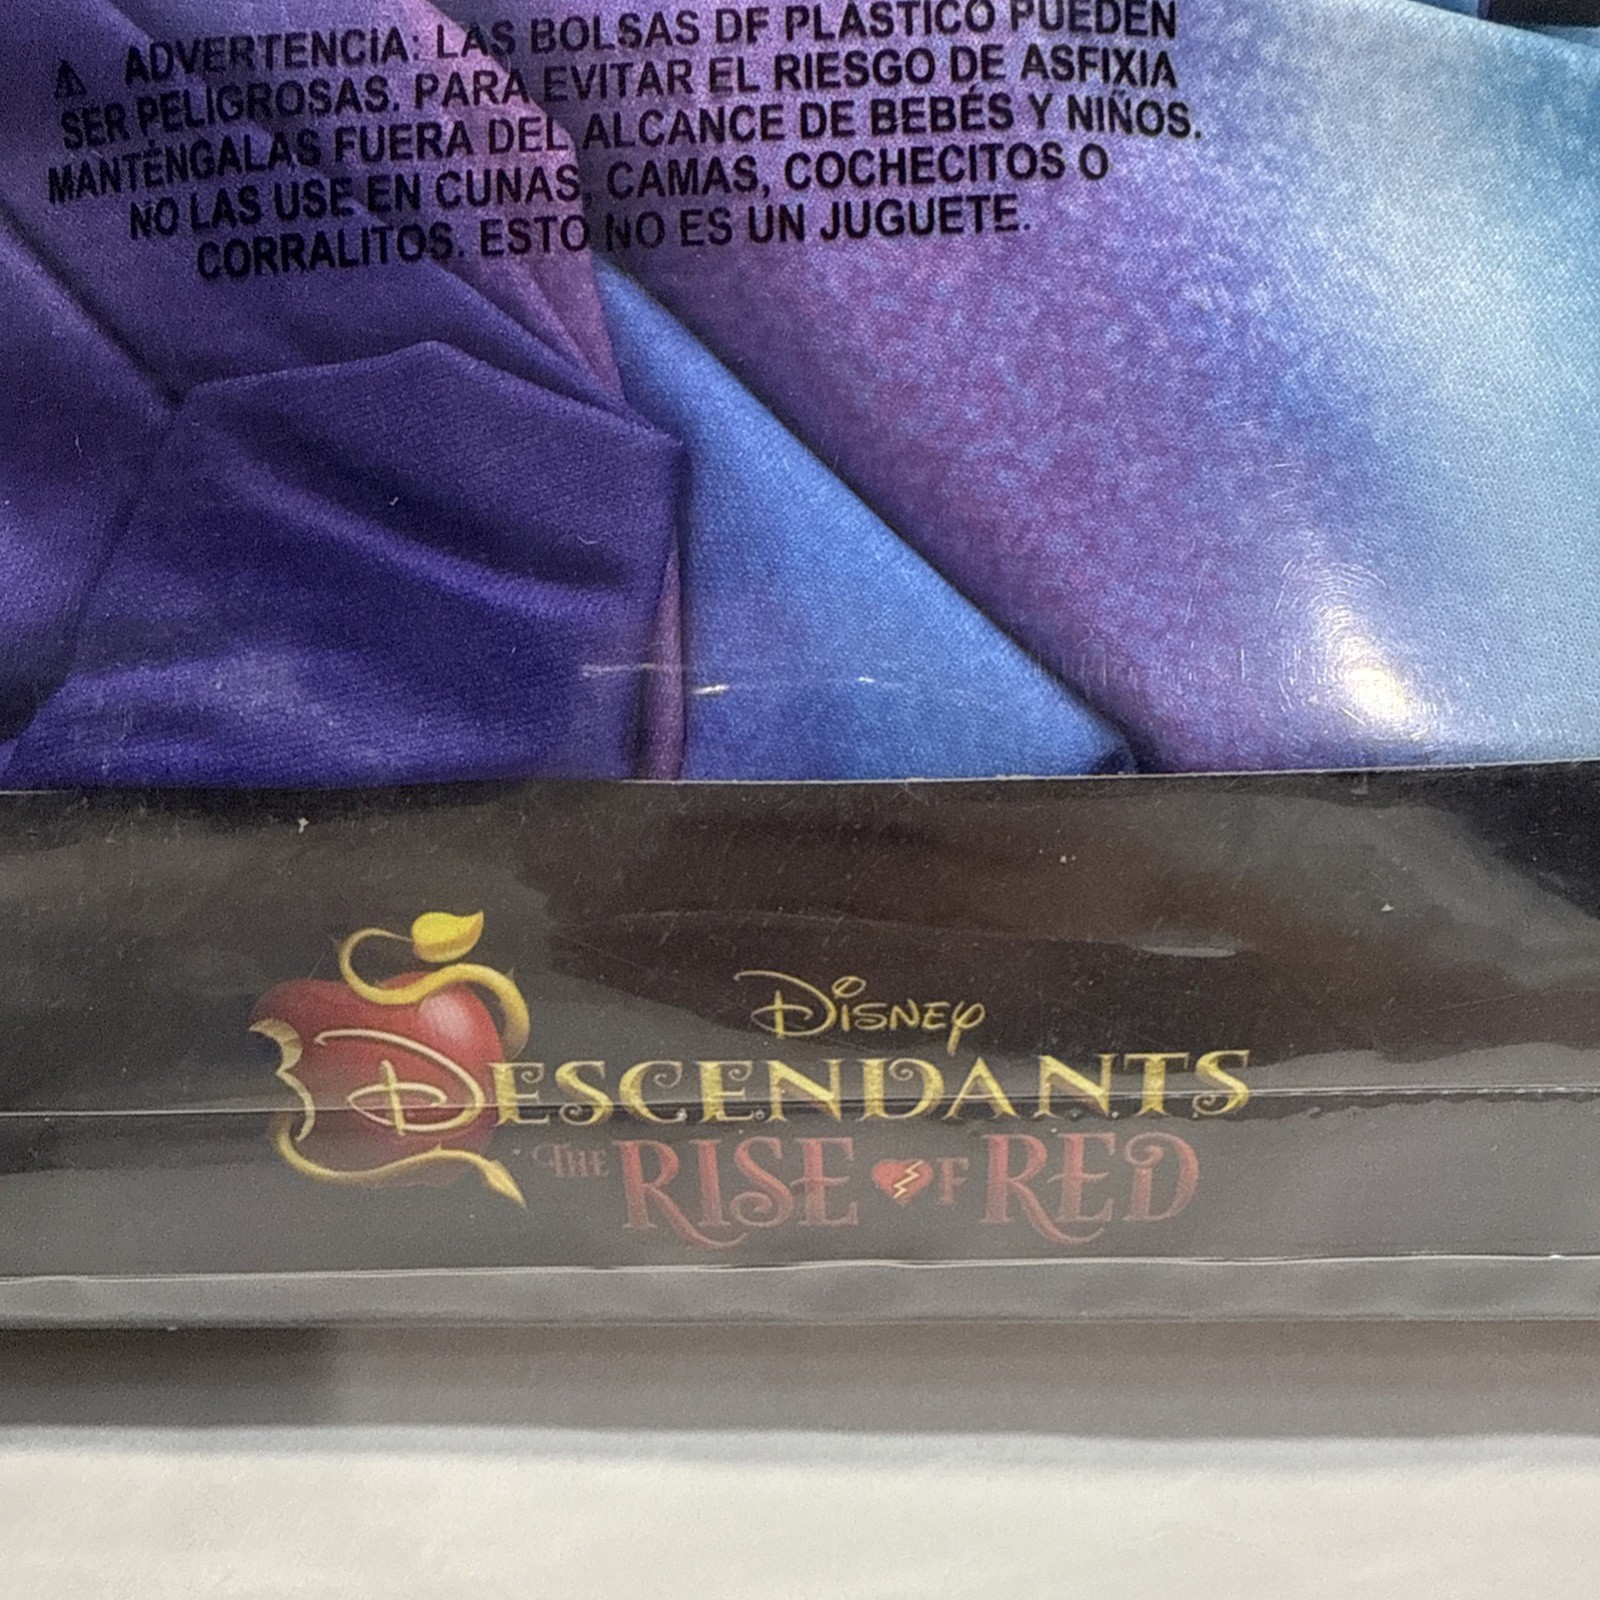 ⚠ ADVERTENCIA: LAS BOLSAS DE PLÁSTICO PUEDEN
SER PELIGROSAS. PARA EVITAR EL RIESGO DE ASFIXIA
MANTÉNGALAS FUERA DEL ALCANCE DE BEBÉS Y NIÑOS.
NO LAS USE EN CUNAS, CAMAS, COCHECITOS O
CORRALITOS. ESTO NO ES UN JUGUETE.
DISNEY
DESCENDANTS
THE RISE OF RED